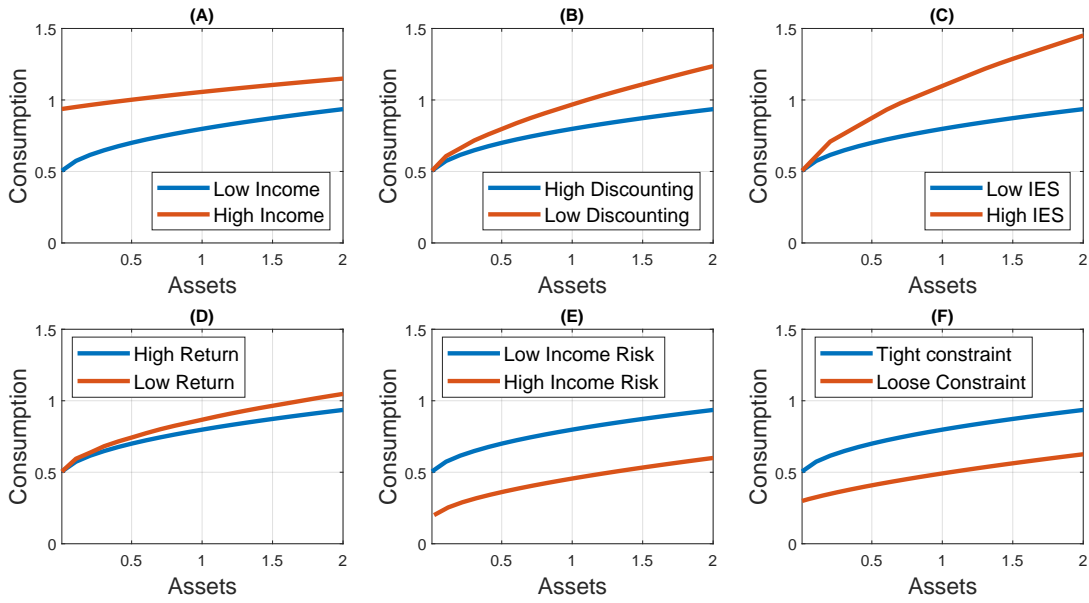 (A)
1.5
1
0.5
0
Consumption
Low Income
High Income
0.5
1
1.5
2
Assets
(B)
1.5
1
0.5
0
Consumption
High Discounting
Low Discounting
0.5
1
1.5
2
Assets
(C)
1.5
1
0.5
0
Consumption
Low IES
High IES
0.5
1
1.5
2
Assets
(D)
1.5
1
0.5
0
Consumption
High Return
Low Return
0.5
1
1.5
2
Assets
(E)
1.5
1
0.5
0
Consumption
Low Income Risk
High Income Risk
0.5
1
1.5
2
Assets
(F)
1.5
1
0.5
0
Consumption
Tight constraint
Loose Constraint
0.5
1
1.5
2
Assets